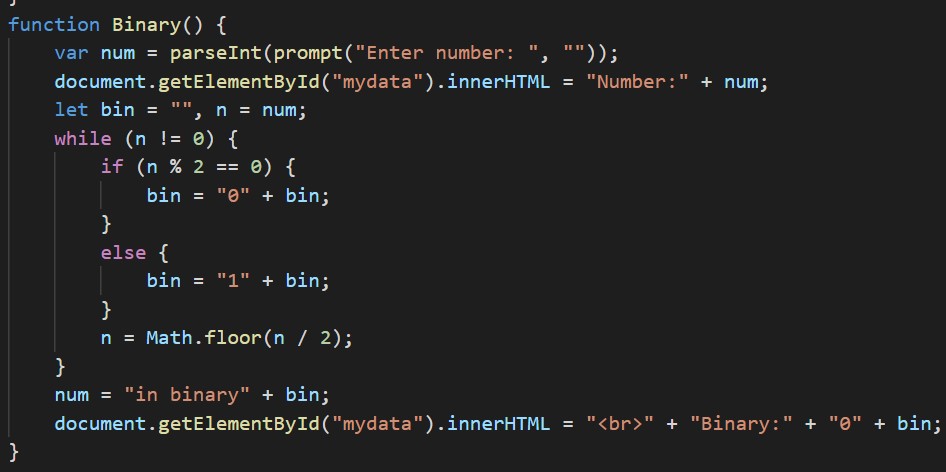 }
function Binary() {
    var num = parseInt(prompt("Enter number: ", ""));
    document.getElementById("mydata").innerHTML = "Number:" + num;
    let bin = "", n = num;
    while (n != 0) {
        if (n % 2 == 0) {
            bin = "0" + bin;
        }
        else {
            bin = "1" + bin;
        }
        n = Math.floor(n / 2);
    }
    num = "in binary" + bin;
    document.getElementById("mydata").innerHTML = "<br>" + "Binary:" + "0" + bin;
}